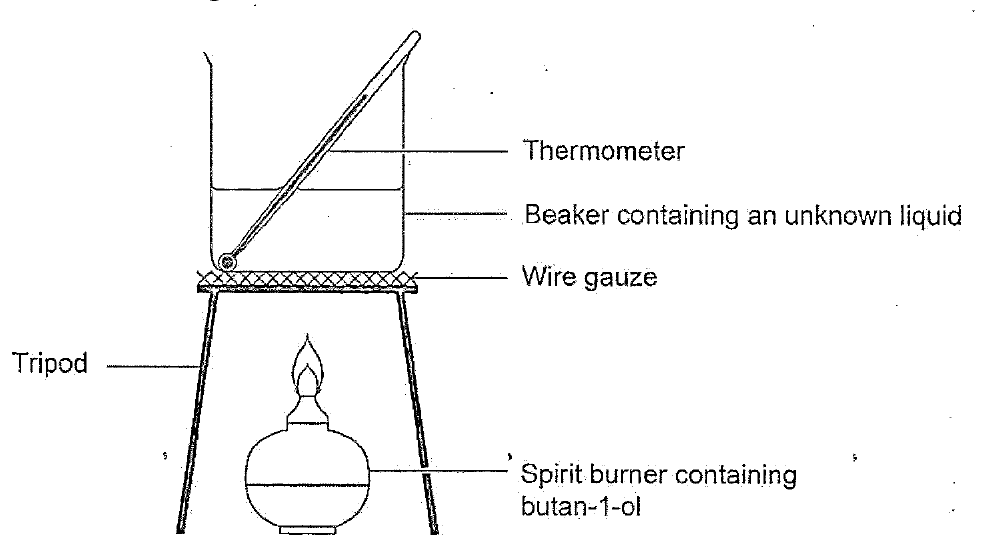 Thermometer
Beaker containing an unknown liquid
Wire gauze
Tripod
Spirit burner containing
butan-1-ol